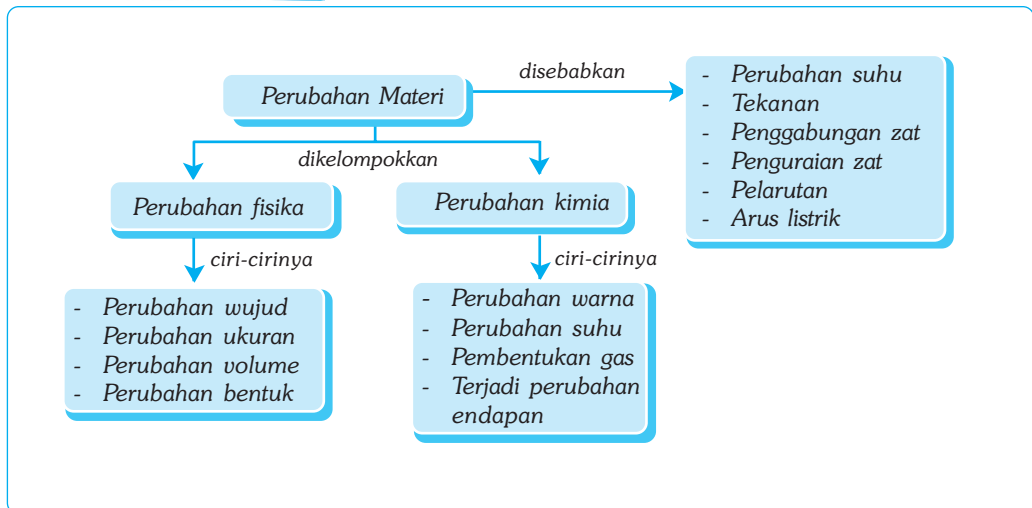 Perubahan Materi
disebabkan
- Perubahan suhu
- Tekanan
- Penggabungan zat
- Penguraian zat
- Pelarutan
- Arus listrik
dikelompokkan
Perubahan fisika
ciri-cirinya
- Perubahan wujud
- Perubahan ukuran
- Perubahan volume
- Perubahan bentuk
Perubahan kimia
ciri-cirinya
- Perubahan warna
- Perubahan suhu
- Pembentukan gas
- Terjadi perubahan
endapan